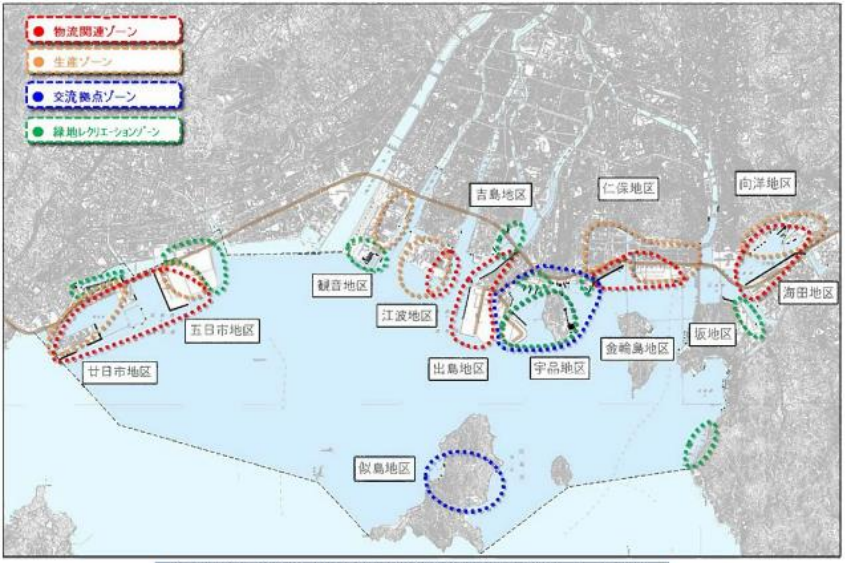 物流関連ゾーン
生産ゾーン
交流拠点ゾーン
緑地レクリエーションゾーン
吉島地区
仁保地区
向洋地区
観音地区
江波地区
海田地区
五日市地区
坂地区
金輪島地区
廿日市地区
出島地区
宇品地区
似島地区